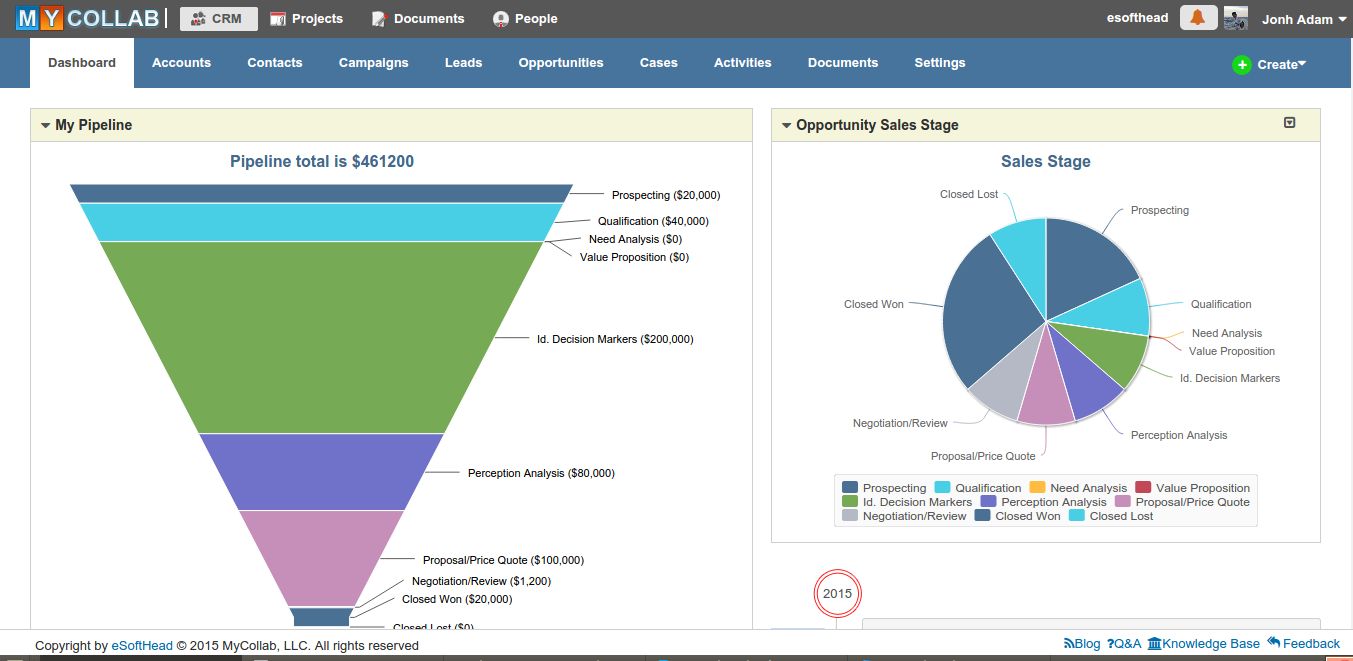 MY COLLAB CRM Projects Documents People esofthead Jonh Adam
Dashboard Accounts Contacts Campaigns Leads Opportunities Cases Activities Documents Settings Create
My Pipeline
Pipeline total is $461200
Prospecting ($20,000)
Qualification ($40,000)
Need Analysis ($0)
Value Proposition ($0)
Id. Decision Markers ($200,000)
Perception Analysis ($80,000)
Proposal/Price Quote ($100,000)
Negotiation/Review ($1,200)
Closed Won ($20,000)
Closed Lost ($0)
Opportunity Sales Stage
Sales Stage
Closed Lost
Prospecting
Closed Won
Qualification
Need Analysis
Value Proposition
Id. Decision Markers
Negotiation/Review
Perception Analysis
Proposal/Price Quote
Prospecting Qualification Need Analysis Value Proposition
Id. Decision Markers Perception Analysis Proposal/Price Quote
Negotiation/Review Closed Won Closed Lost
2015
Copyright by eSoftHead © 2015 MyCollab, LLC. All rights reserved
Blog ?Q&A Knowledge Base Feedback